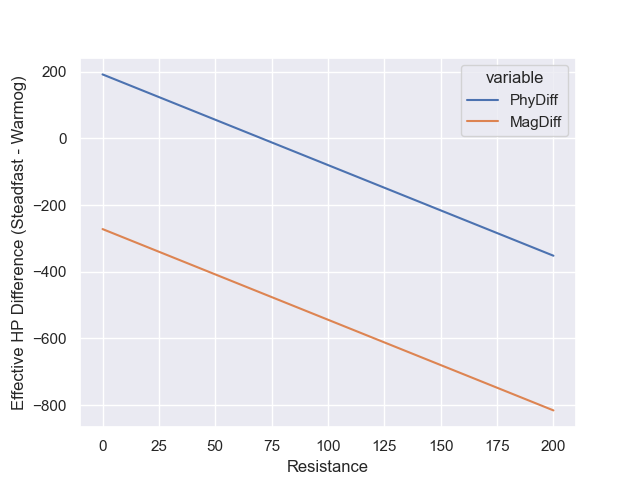 variable
PhyDiff
MagDiff
Effective HP Difference (Steadfast - Warmog)
200
0
−200
−400
−600
−800
0 25 50 75 100 125 150 175 200
Resistance